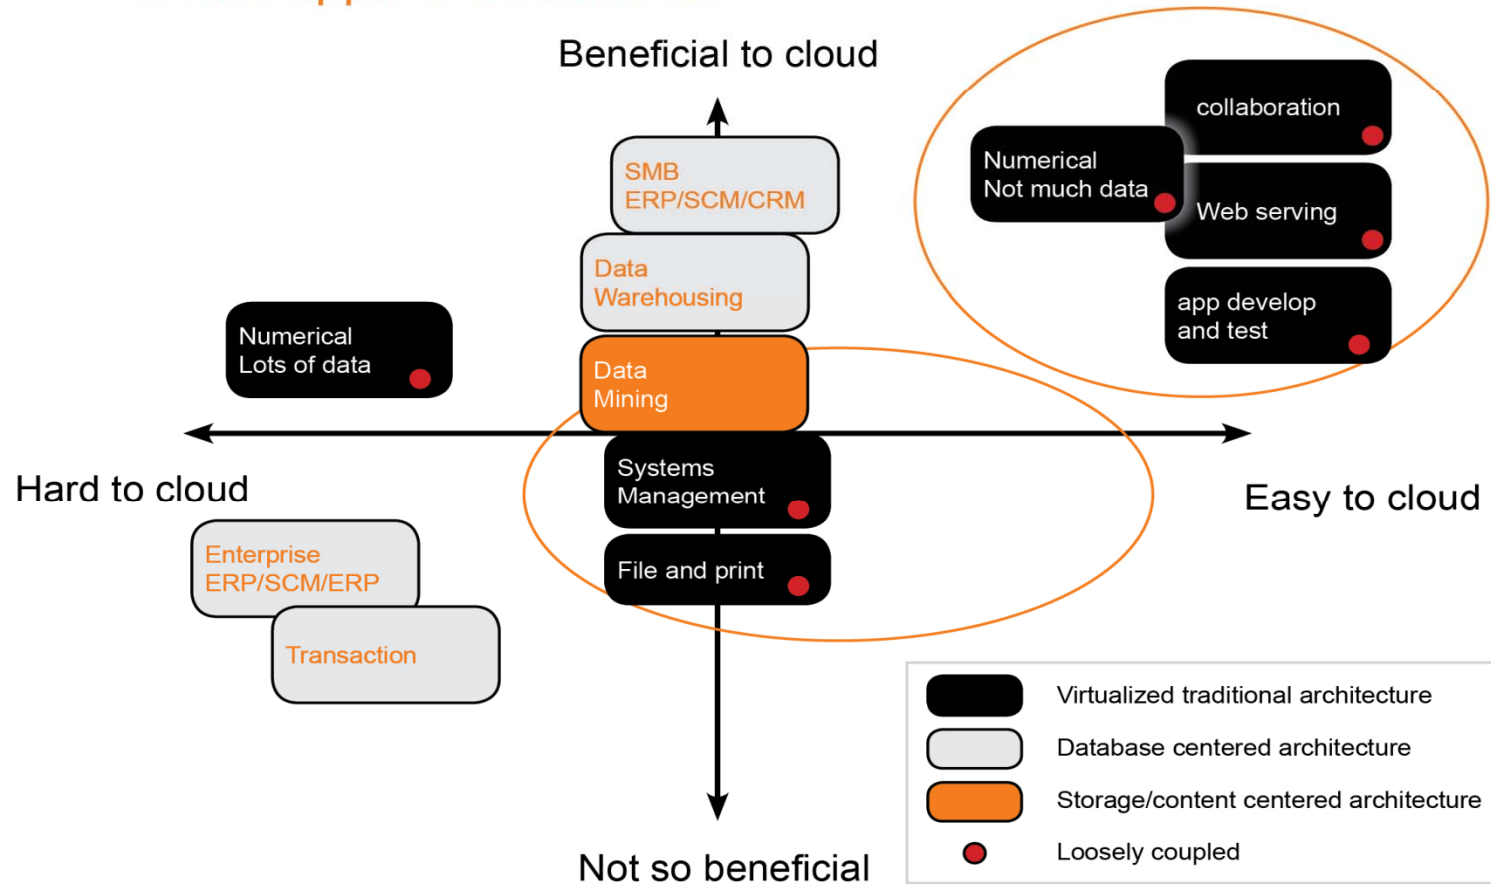 Beneficial to cloud
collaboration
Numerical
Not much data
Web serving
app develop
and test
SMB
ERP/SCM/CRM
Data
Warehousing
Numerical
Lots of data
Data
Mining
Hard to cloud
Easy to cloud
Systems
Management
File and print
Enterprise
ERP/SCM/ERP
Transaction
Not so beneficial
Virtualized traditional architecture
Database centered architecture
Storage/content centered architecture
Loosely coupled